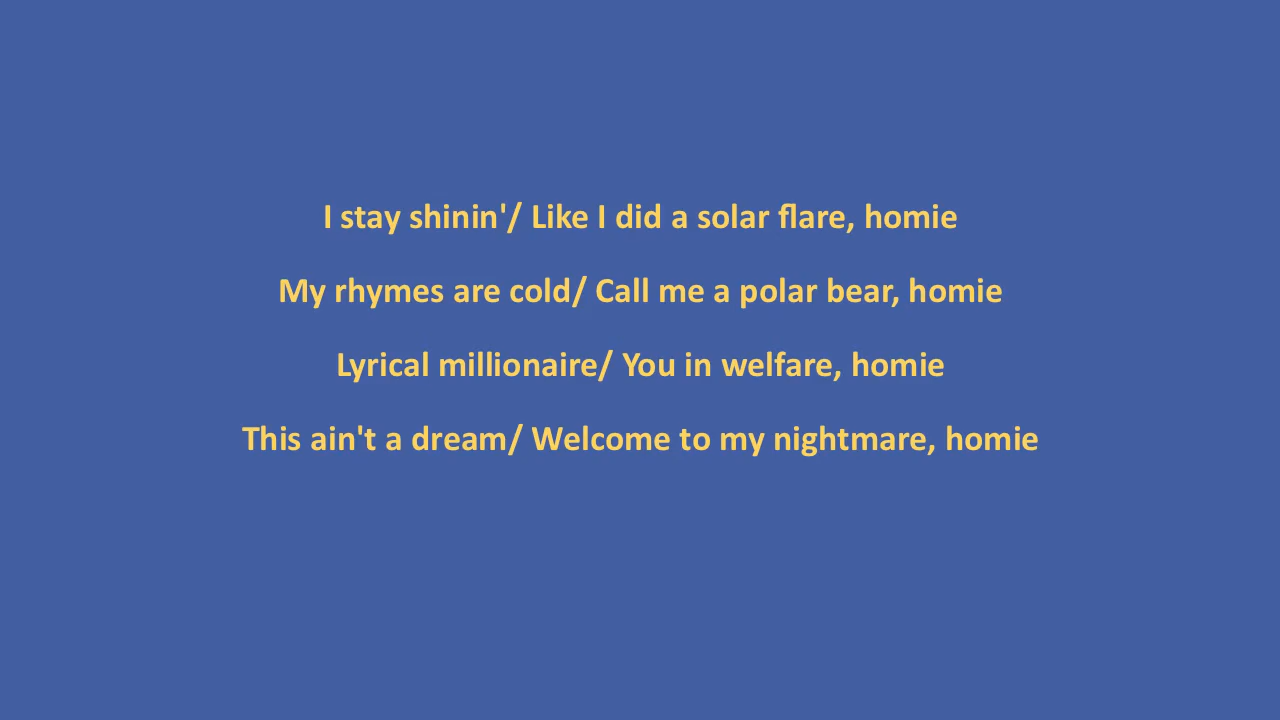 I stay shinin'/ Like I did a solar flare, homie
My rhymes are cold/ Call me a polar bear, homie
Lyrical millionaire/ You in welfare, homie
This ain't a dream/ Welcome to my nightmare, homie